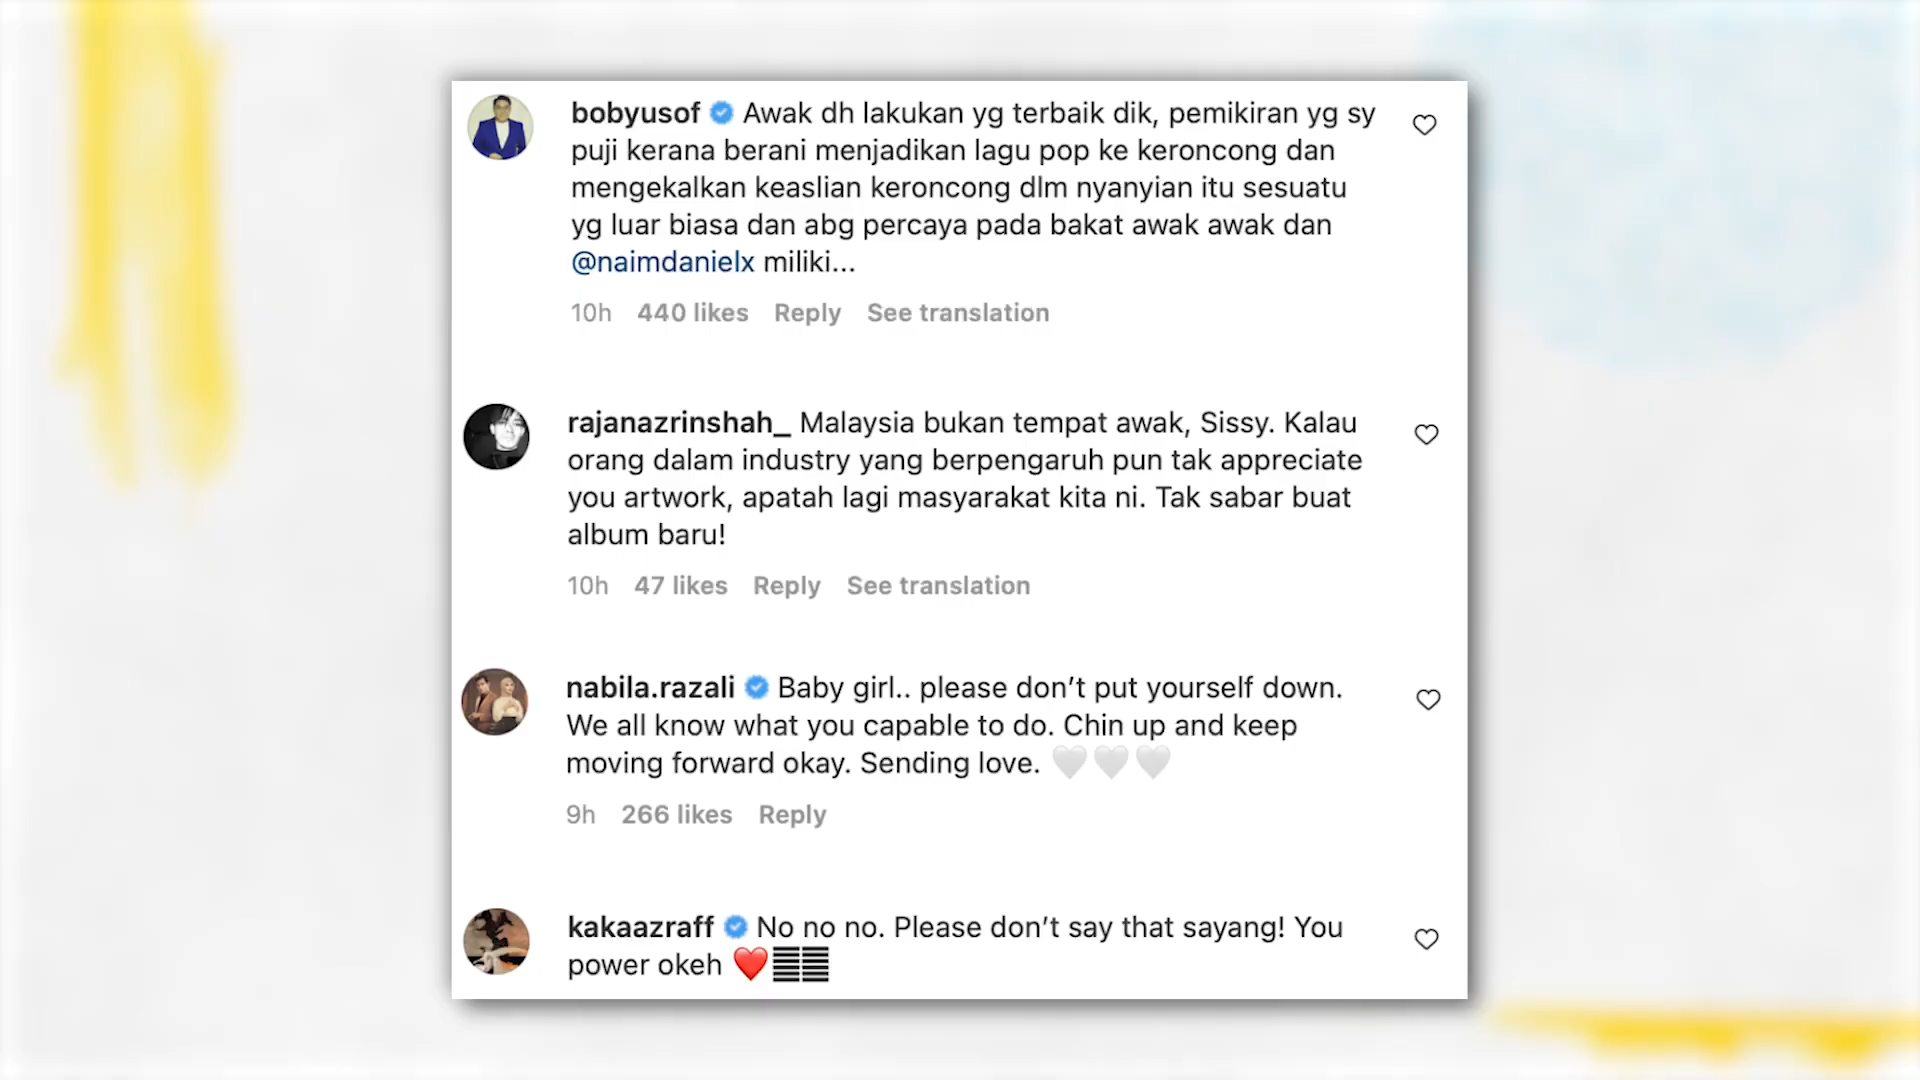 bobyusof Awak dh lakukan yg terbaik dik, pemikiran yg sy
puji kerana berani menjadikan lagu pop ke keroncong dan
mengekalkan keaslian keroncong dlm nyanyian itu sesuatu
yg luar biasa dan abg percaya pada bakat awak awak dan
@naimdanielx miliki...
10h 440 likes Reply See translation
rajanazrinshah_ Malaysia bukan tempat awak, Sissy. Kalau
orang dalam industry yang berpengaruh pun tak appreciate
you artwork, apatah lagi masyarakat kita ni. Tak sabar buat
album baru!
10h 47 likes Reply See translation
nabila.razali Baby girl.. please don’t put yourself down.
We all know what you capable to do. Chin up and keep
moving forward okay. Sending love. 🤍🤍🤍
9h 266 likes Reply
kakaazraff No no no. Please don’t say that sayang! You
power okeh ❤️